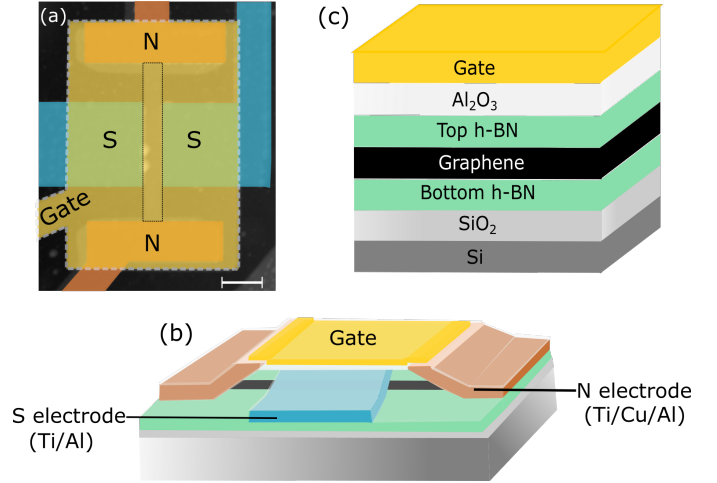 (a)
N
S
S
Gate
N
(c)
Gate
Al₂O₃
Top h-BN
Graphene
Bottom h-BN
SiO₂
Si
(b)
Gate
S electrode
(Ti/Al)
N electrode
(Ti/Cu/Al)